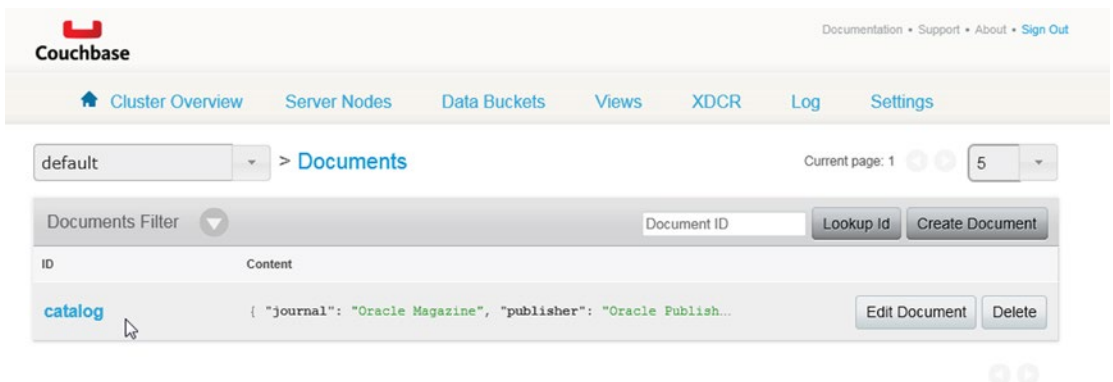 Couchbase
Documentation • Support • About • Sign Out
Cluster Overview Server Nodes Data Buckets Views XDCR Log Settings
default > Documents Current page: 1 5
Documents Filter Document ID Lookup Id Create Document
ID Content
catalog { "journal": "Oracle Magazine", "publisher": "Oracle Publish... Edit Document Delete